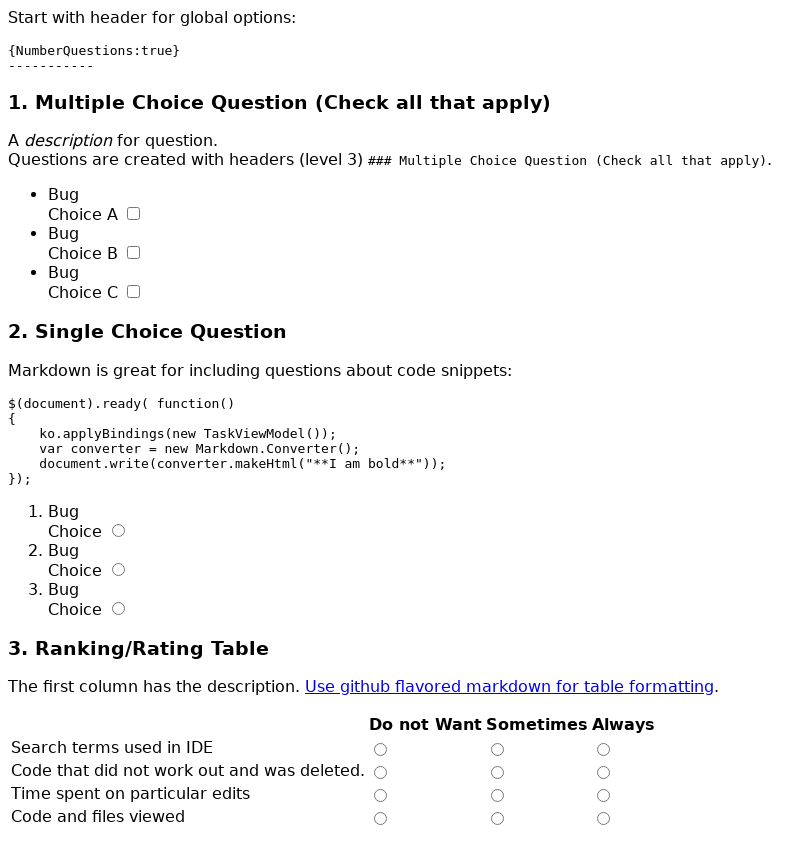 Start with header for global options:
{NumberQuestions:true}
-----------
1. Multiple Choice Question (Check all that apply)
A description for question.
Questions are created with headers (level 3) ### Multiple Choice Question (Check all that apply).
• Bug
Choice A
• Bug
Choice B
• Bug
Choice C
2. Single Choice Question
Markdown is great for including questions about code snippets:
$(document).ready( function()
{
    ko.applyBindings(new TaskViewModel());
    var converter = new Markdown.Converter();
    document.write(converter.makeHtml("**I am bold**"));
});
1. Bug
Choice
2. Bug
Choice
3. Bug
Choice
3. Ranking/Rating Table
The first column has the description. Use github flavored markdown for table formatting.
Do not Want Sometimes Always
Search terms used in IDE
Code that did not work out and was deleted.
Time spent on particular edits
Code and files viewed